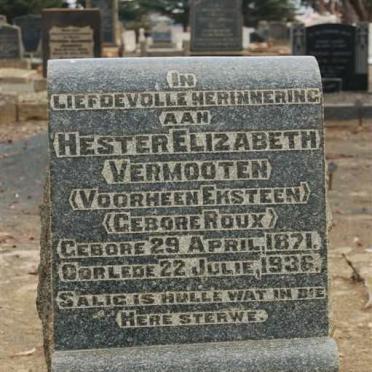 IN
LIEFDEVOLLE HERINNERING
AAN
HESTER ELIZABETH
VERMOOTEN
(VOORHEEN EKSTEEN)
(GEBORE ROUX)
GEBORE 29 APRIL, 1871.
OORLEDE 22 JULIE, 1936.
SALIG IS HULLE WAT IN DIE
HERE STERWE.